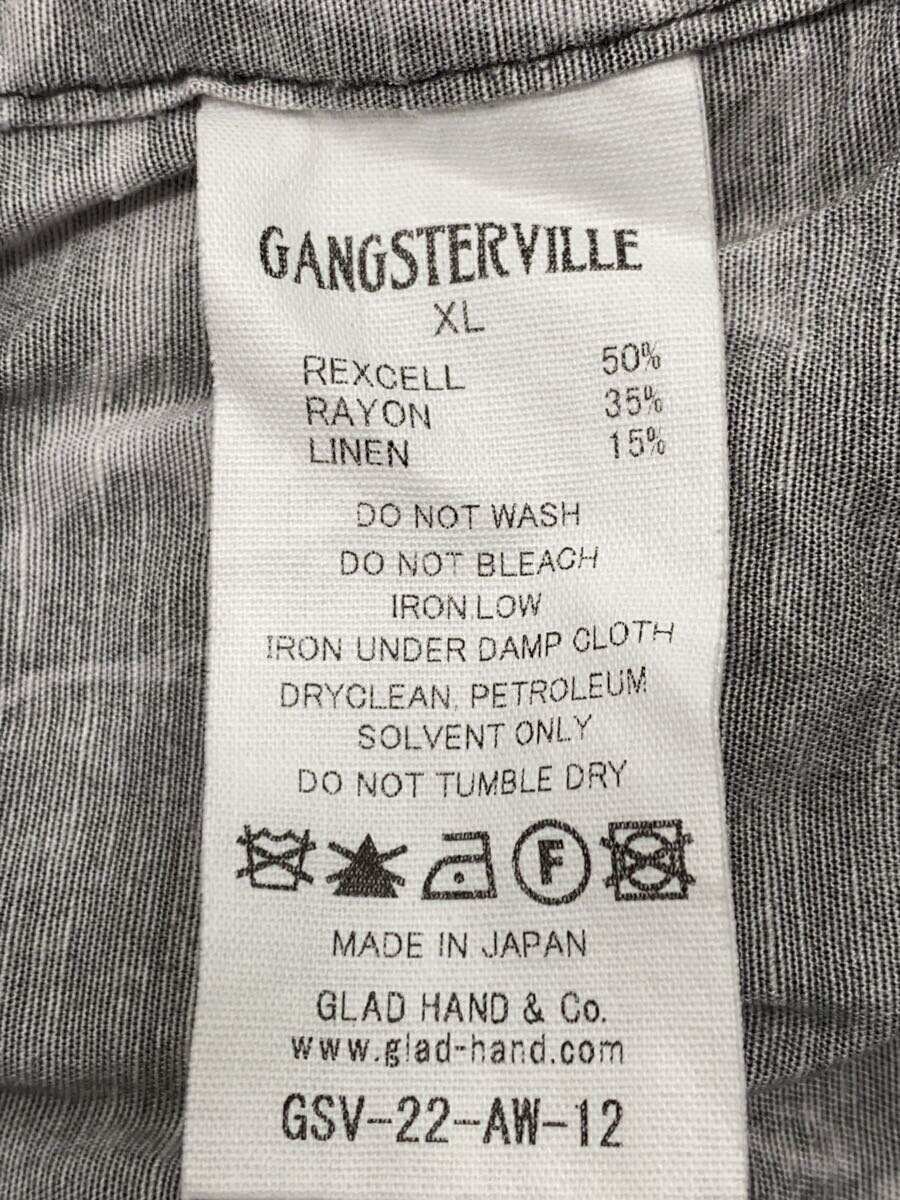 GANGSTERVILLE
XL
REXCELL 50%
RAYON 35%
LINEN 15%
DO NOT WASH
DO NOT BLEACH
IRON LOW
IRON UNDER DAMP CLOTH
DRYCLEAN, PETROLEUM
SOLVENT ONLY
DO NOT TUMBLE DRY
F
MADE IN JAPAN
GLAD HAND & Co.
www.glad-hand.com
GSV-22-AW-12